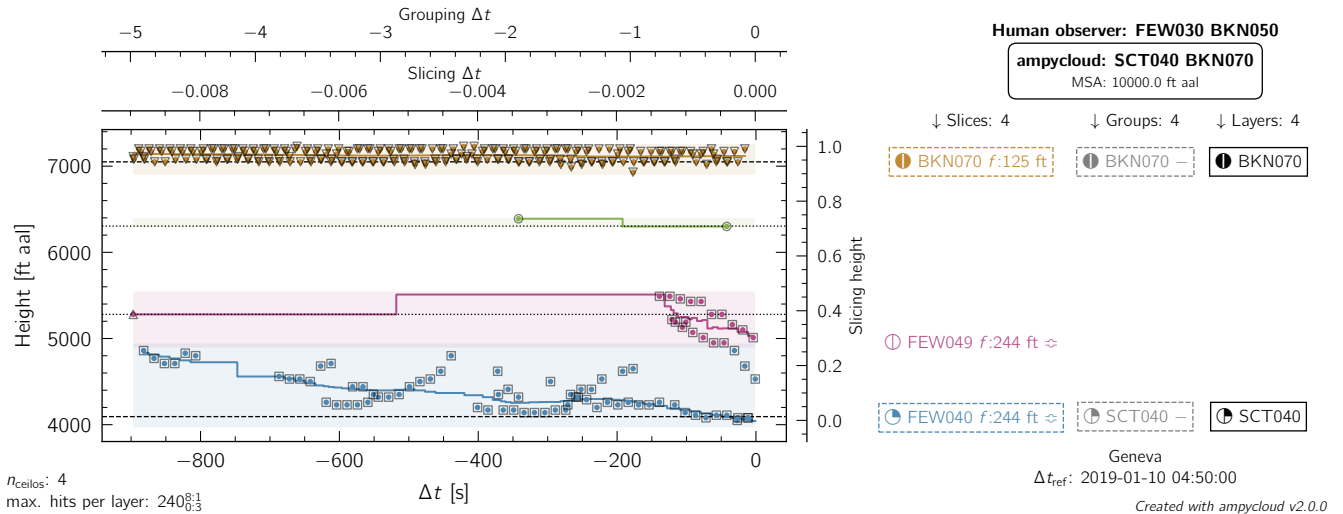 Grouping Δt
−5 −4 −3 −2 −1 0
Slicing Δt
−0.008 −0.006 −0.004 −0.002 0.000
Height [ft aal]
7000
6000
5000
4000
1.0
0.8
0.6
0.4
0.2
0.0
Slicing height
−800 −600 −400 −200 0
Δt [s]
n_ceilos: 4
max. hits per layer: 240 8:1 0:3
Human observer: FEW030 BKN050
ampycloud: SCT040 BKN070
MSA: 10000.0 ft aal
↓ Slices: 4 ↓ Groups: 4 ↓ Layers: 4
BKN070 f:125 ft BKN070 − BKN070
FEW049 f:244 ft ≎
FEW040 f:244 ft ≎ SCT040 − SCT040
Geneva
Δt_ref: 2019-01-10 04:50:00
Created with ampycloud v2.0.0